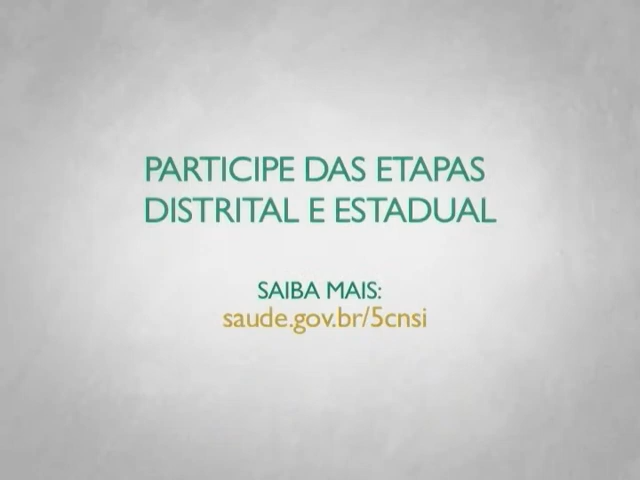 PARTICIPE DAS ETAPAS
DISTRITAL E ESTADUAL
SAIBA MAIS:
saude.gov.br/5cnsi